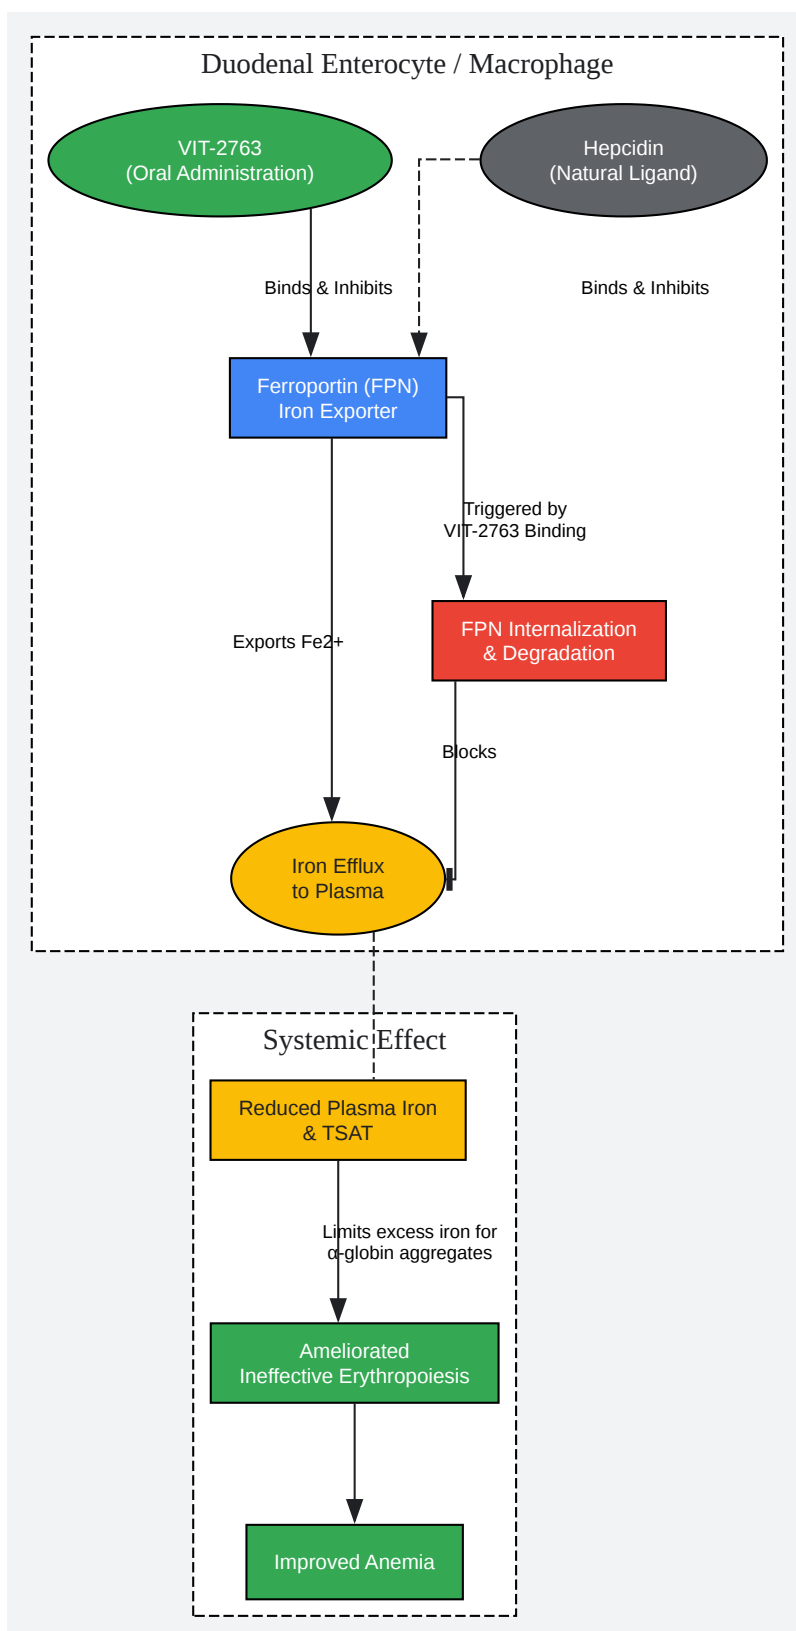 Duodenal Enterocyte / Macrophage
VIT-2763
(Oral Administration)
Hepcidin
(Natural Ligand)
Binds & Inhibits
Binds & Inhibits
Ferroportin (FPN)
Iron Exporter
Triggered by
VIT-2763 Binding
FPN Internalization
& Degradation
Exports Fe2+
Blocks
Iron Efflux
to Plasma
Systemic Effect
Reduced Plasma Iron
& TSAT
Limits excess iron for
α-globin aggregates
Ameliorated
Ineffective Erythropoiesis
Improved Anemia